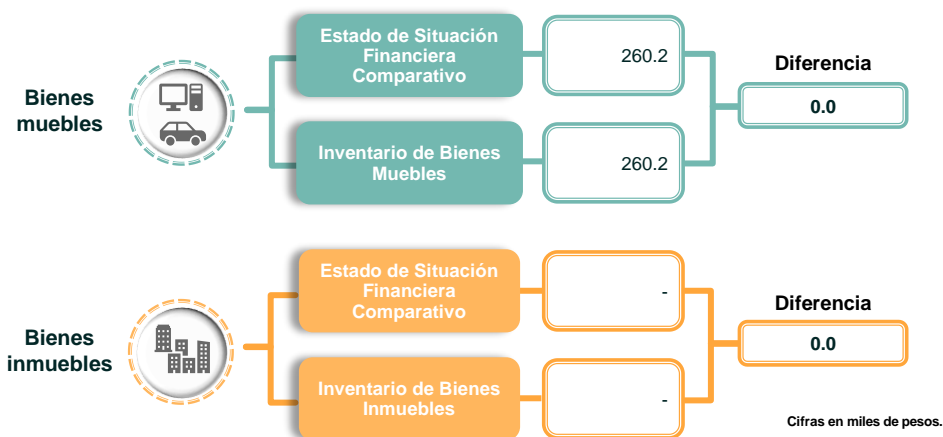 Bienes
muebles
Estado de Situación
Financiera
Comparativo
260.2
Inventario de Bienes
Muebles
260.2
Diferencia
0.0
Bienes
inmuebles
Estado de Situación
Financiera
Comparativo
-
Inventario de Bienes
Inmuebles
-
Diferencia
0.0
Cifras en miles de pesos.